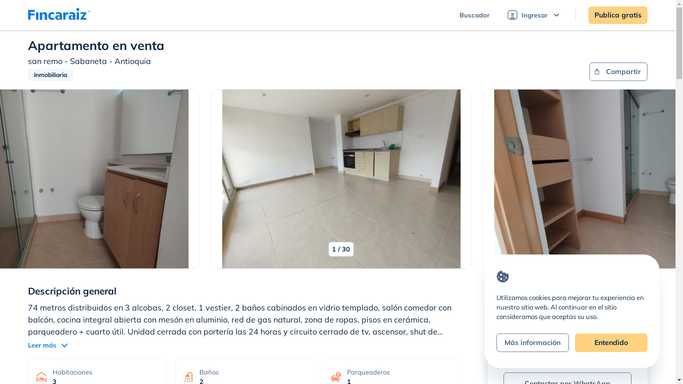 Fincaraiz
Buscador
Ingresar
Publica gratis
Apartamento en venta
san remo - Sabaneta - Antioquia
Inmobiliaria
Compartir
1 / 30
Descripción general
74 metros distribuidos en 3 alcobas, 2 closet, 1 vestier, 2 baños cabinados en vidrio templado, salón comedor con
balcón, cocina integral abierta con mesón en aluminio, red de gas natural, zona de ropas, pisos en cerámica,
parqueadero + cuarto útil. Unidad cerrada con portería las 24 horas y circuito cerrado de tv, ascensor, shut de...
Leer más
Habitaciones
3
Baños
2
Parqueaderos
1
Utilizamos cookies para mejorar tu experiencia en
nuestro sitio web. Al continuar en el sitio
consideramos que aceptas su uso.
Más información
Entendido
Contactar por WhatsApp